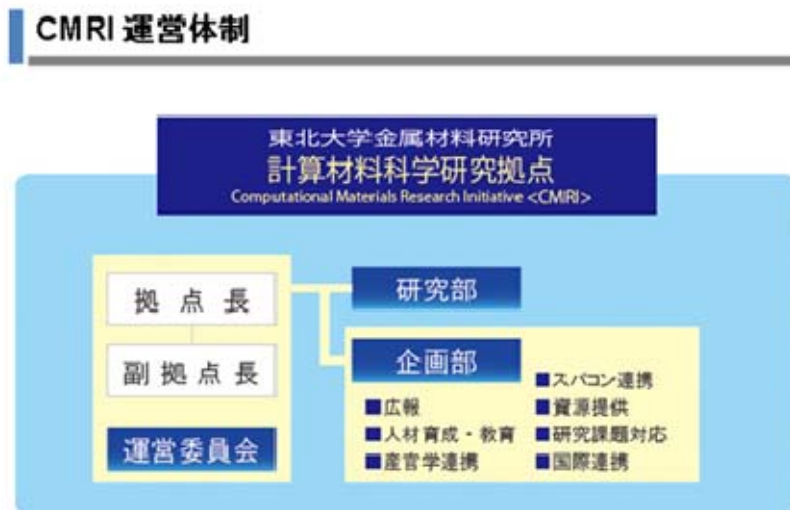 CMRI 運営体制
東北大学金属材料研究所
計算材料科学研究拠点
Computational Materials Research Initiative <CMRI>
拠点長
副拠点長
運営委員会
研究部
企画部
■広報
■人材育成・教育
■産官学連携
■スパコン連携
■資源提供
■研究課題対応
■国際連携